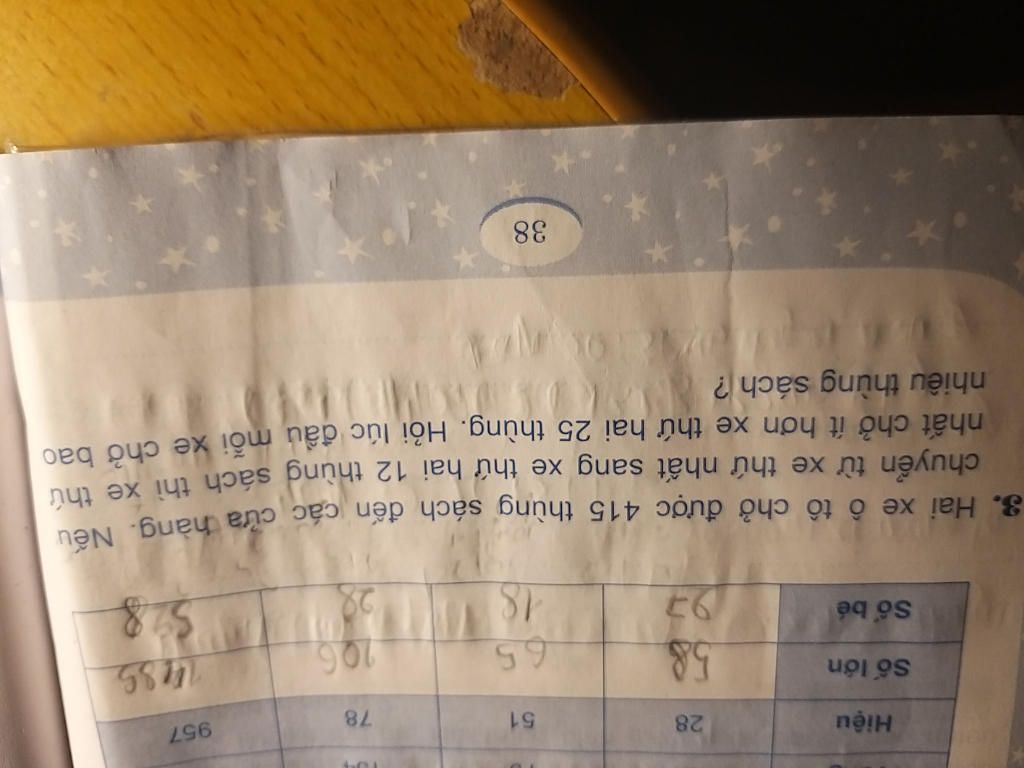 Hiệu 28 51 78 957
Số lớn 58 65 106
Số bé 18 28
3. Hai xe ô tô chở được 415 thùng sách đến các cửa hàng. Nếu
chuyển từ xe thứ nhất sang xe thứ hai 12 thùng sách thì xe thứ
nhất chở ít hơn xe thứ hai 25 thùng. Hỏi lúc đầu mỗi xe chở bao
nhiêu thùng sách ?
38